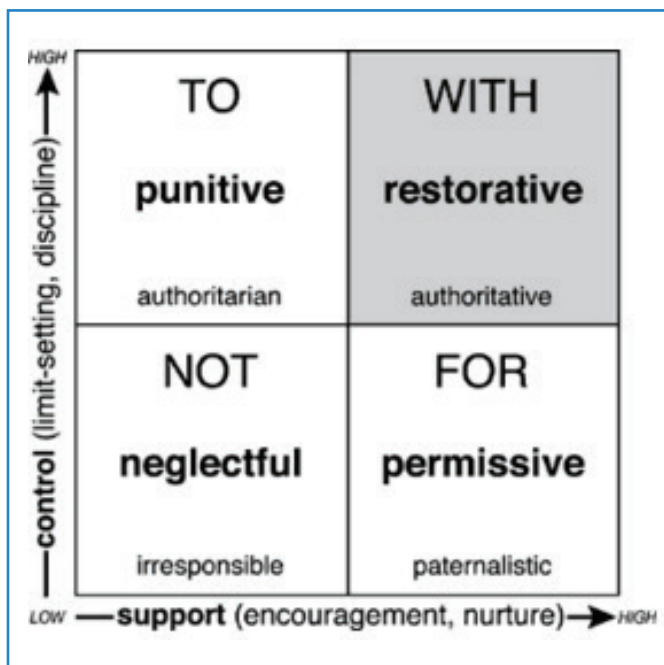 HIGH
TO
WITH
punitive
restorative
authoritarian
authoritative
NOT
FOR
neglectful
permissive
irresponsible
paternalistic
control (limit-setting, discipline)
LOW
support (encouragement, nurture)
HIGH